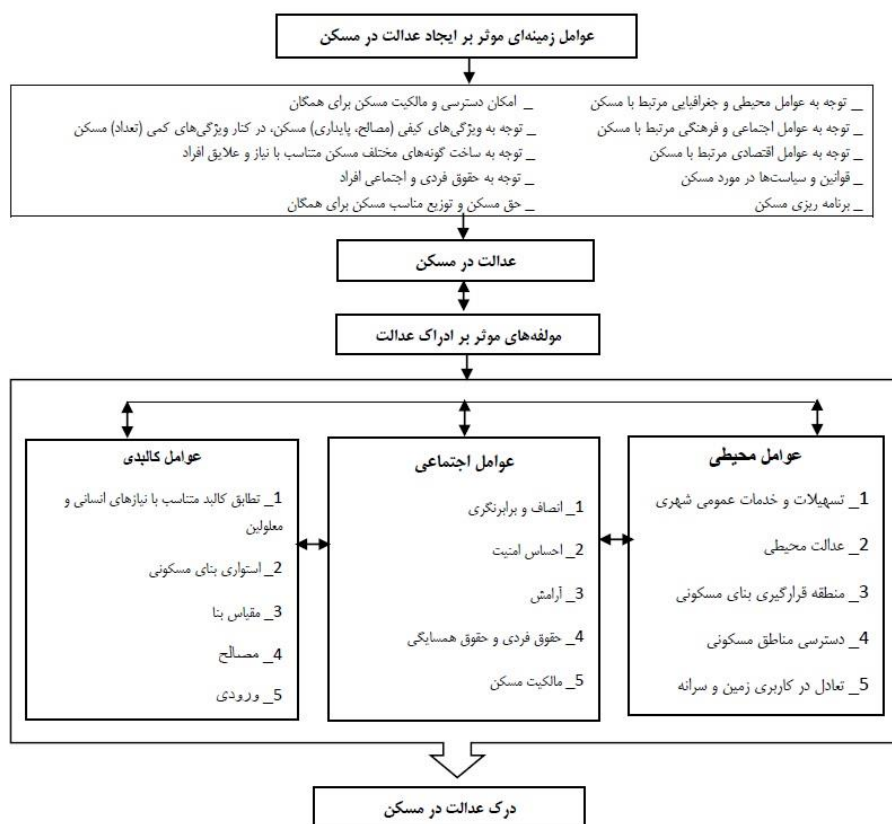 عوامل زمینه‌ای موثر بر ایجاد عدالت در مسکن
_ توجه به عوامل محیطی و جغرافیایی مرتبط با مسکن
_ توجه به عوامل اجتماعی و فرهنگی مرتبط با مسکن
_ توجه به عوامل اقتصادی مرتبط با مسکن
_ قوانین و سیاست‌ها در مورد مسکن
_ برنامه ریزی مسکن
_ امکان دسترسی و مالکیت مسکن برای همگان
_ توجه به ویژگی‌های کیفی (مصالح، پایداری) مسکن، در کنار ویژگی‌های کمی (تعداد) مسکن
_ توجه به ساخت گونه‌های مختلف مسکن متناسب با نیاز و علایق افراد
_ توجه به حقوق فردی و اجتماعی افراد
_ حق مسکن و توزیع مناسب مسکن برای همگان
عدالت در مسکن
مولفه‌های موثر بر ادراک عدالت
عوامل محیطی
1_ تسهیلات و خدمات عمومی شهری
2_ عدالت محیطی
3_ منطقه قرارگیری بنای مسکونی
4_ دسترسی مناطق مسکونی
5_ تعادل در کاربری زمین و سرانه
عوامل اجتماعی
1_ انصاف و برابرنگری
2_ احساس امنیت
3_ آرامش
4_ حقوق فردی و حقوق همسایگی
5_ مالکیت مسکن
عوامل کالبدی
1_ تطابق کالبد متناسب با نیازهای انسانی و
معلولین
2_ استواری بنای مسکونی
3_ مقیاس بنا
4_ مصالح
5_ ورودی
درک عدالت در مسکن